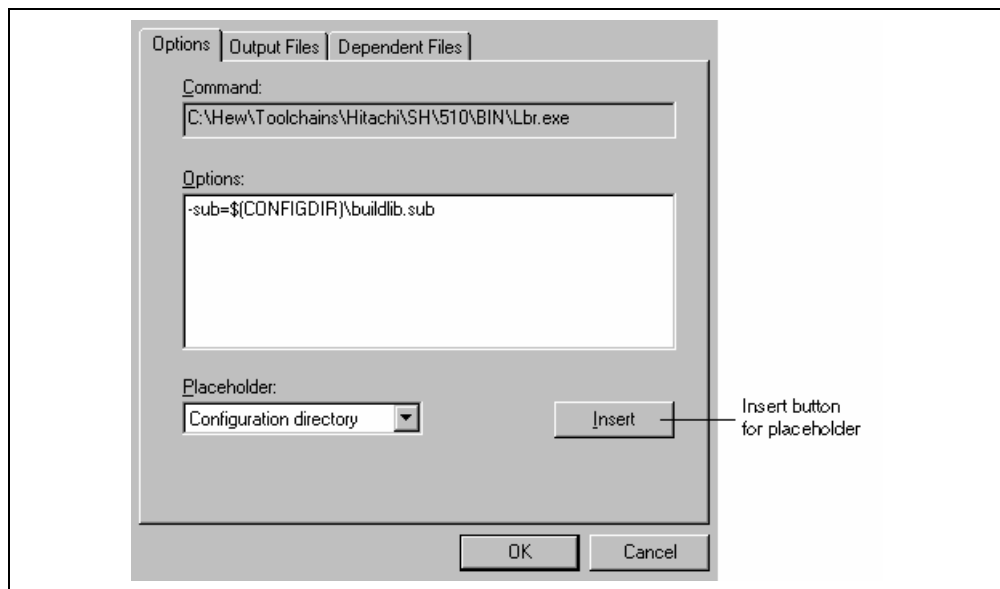 Options Output Files Dependent Files
Command:
C:\Hew\Toolchains\Hitachi\SH\510\BIN\Lbr.exe
Options:
-sub=$(CONFIGDIR)\buildlib.sub
Placeholder:
Configuration directory
Insert
Insert button
for placeholder
OK Cancel